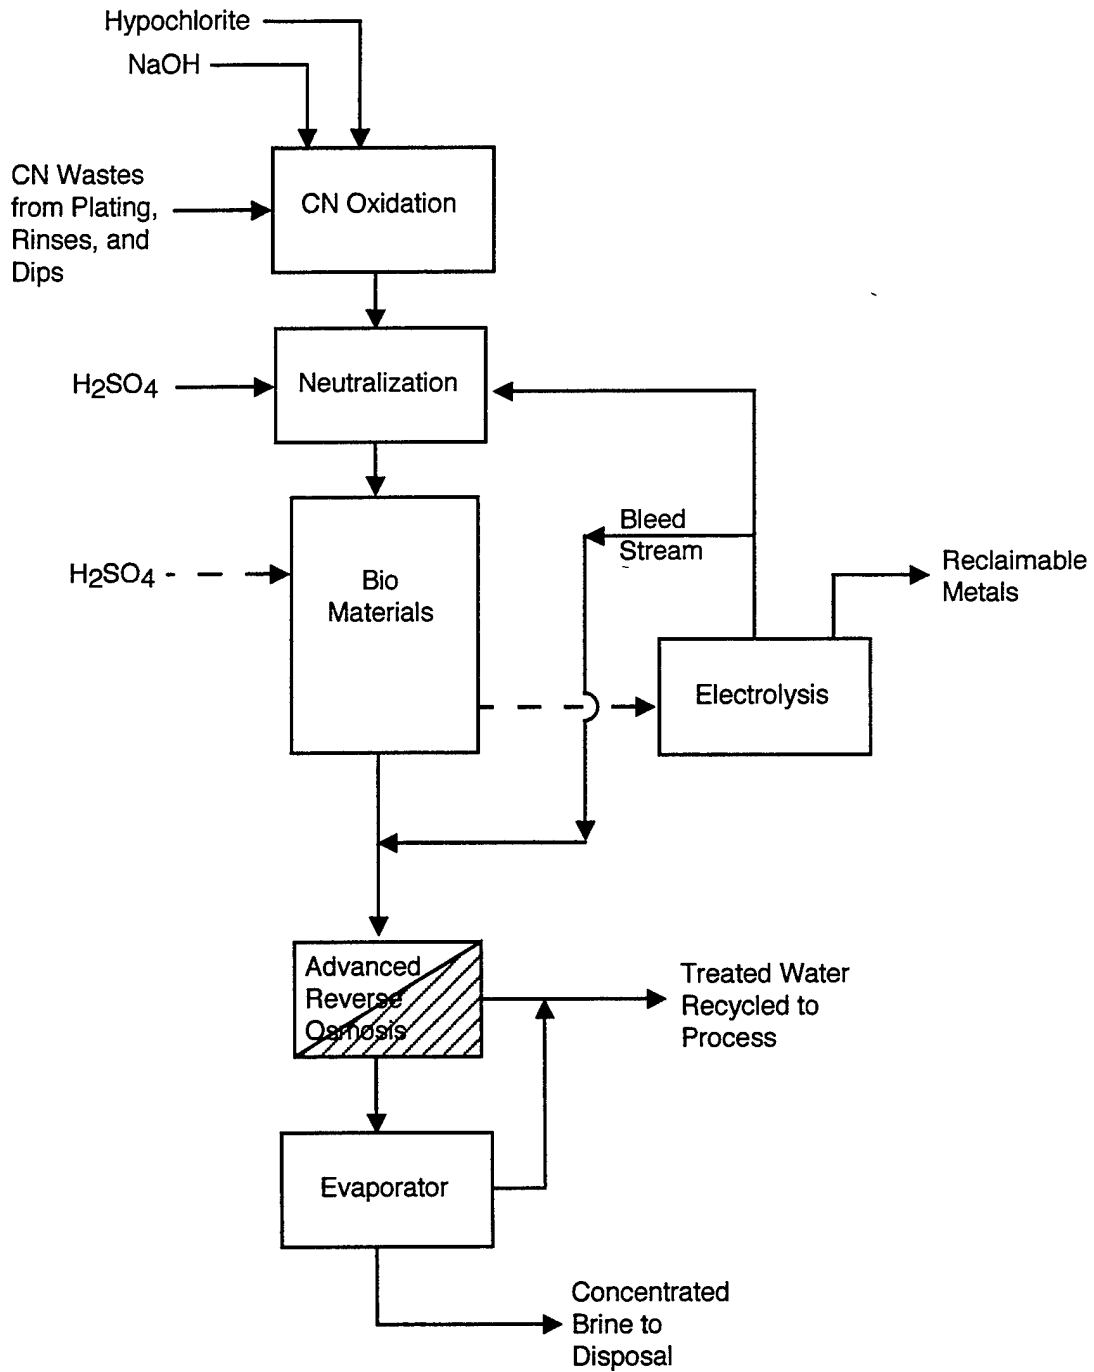 Hypochlorite
NaOH
CN Wastes
from Plating,
Rinses, and
Dips
CN Oxidation
H2SO4
Neutralization
Bleed
Stream
Reclaimable
Metals
H2SO4
Bio
Materials
Electrolysis
Advanced
Reverse
Osmosis
Treated Water
Recycled to
Process
Evaporator
Concentrated
Brine to
Disposal